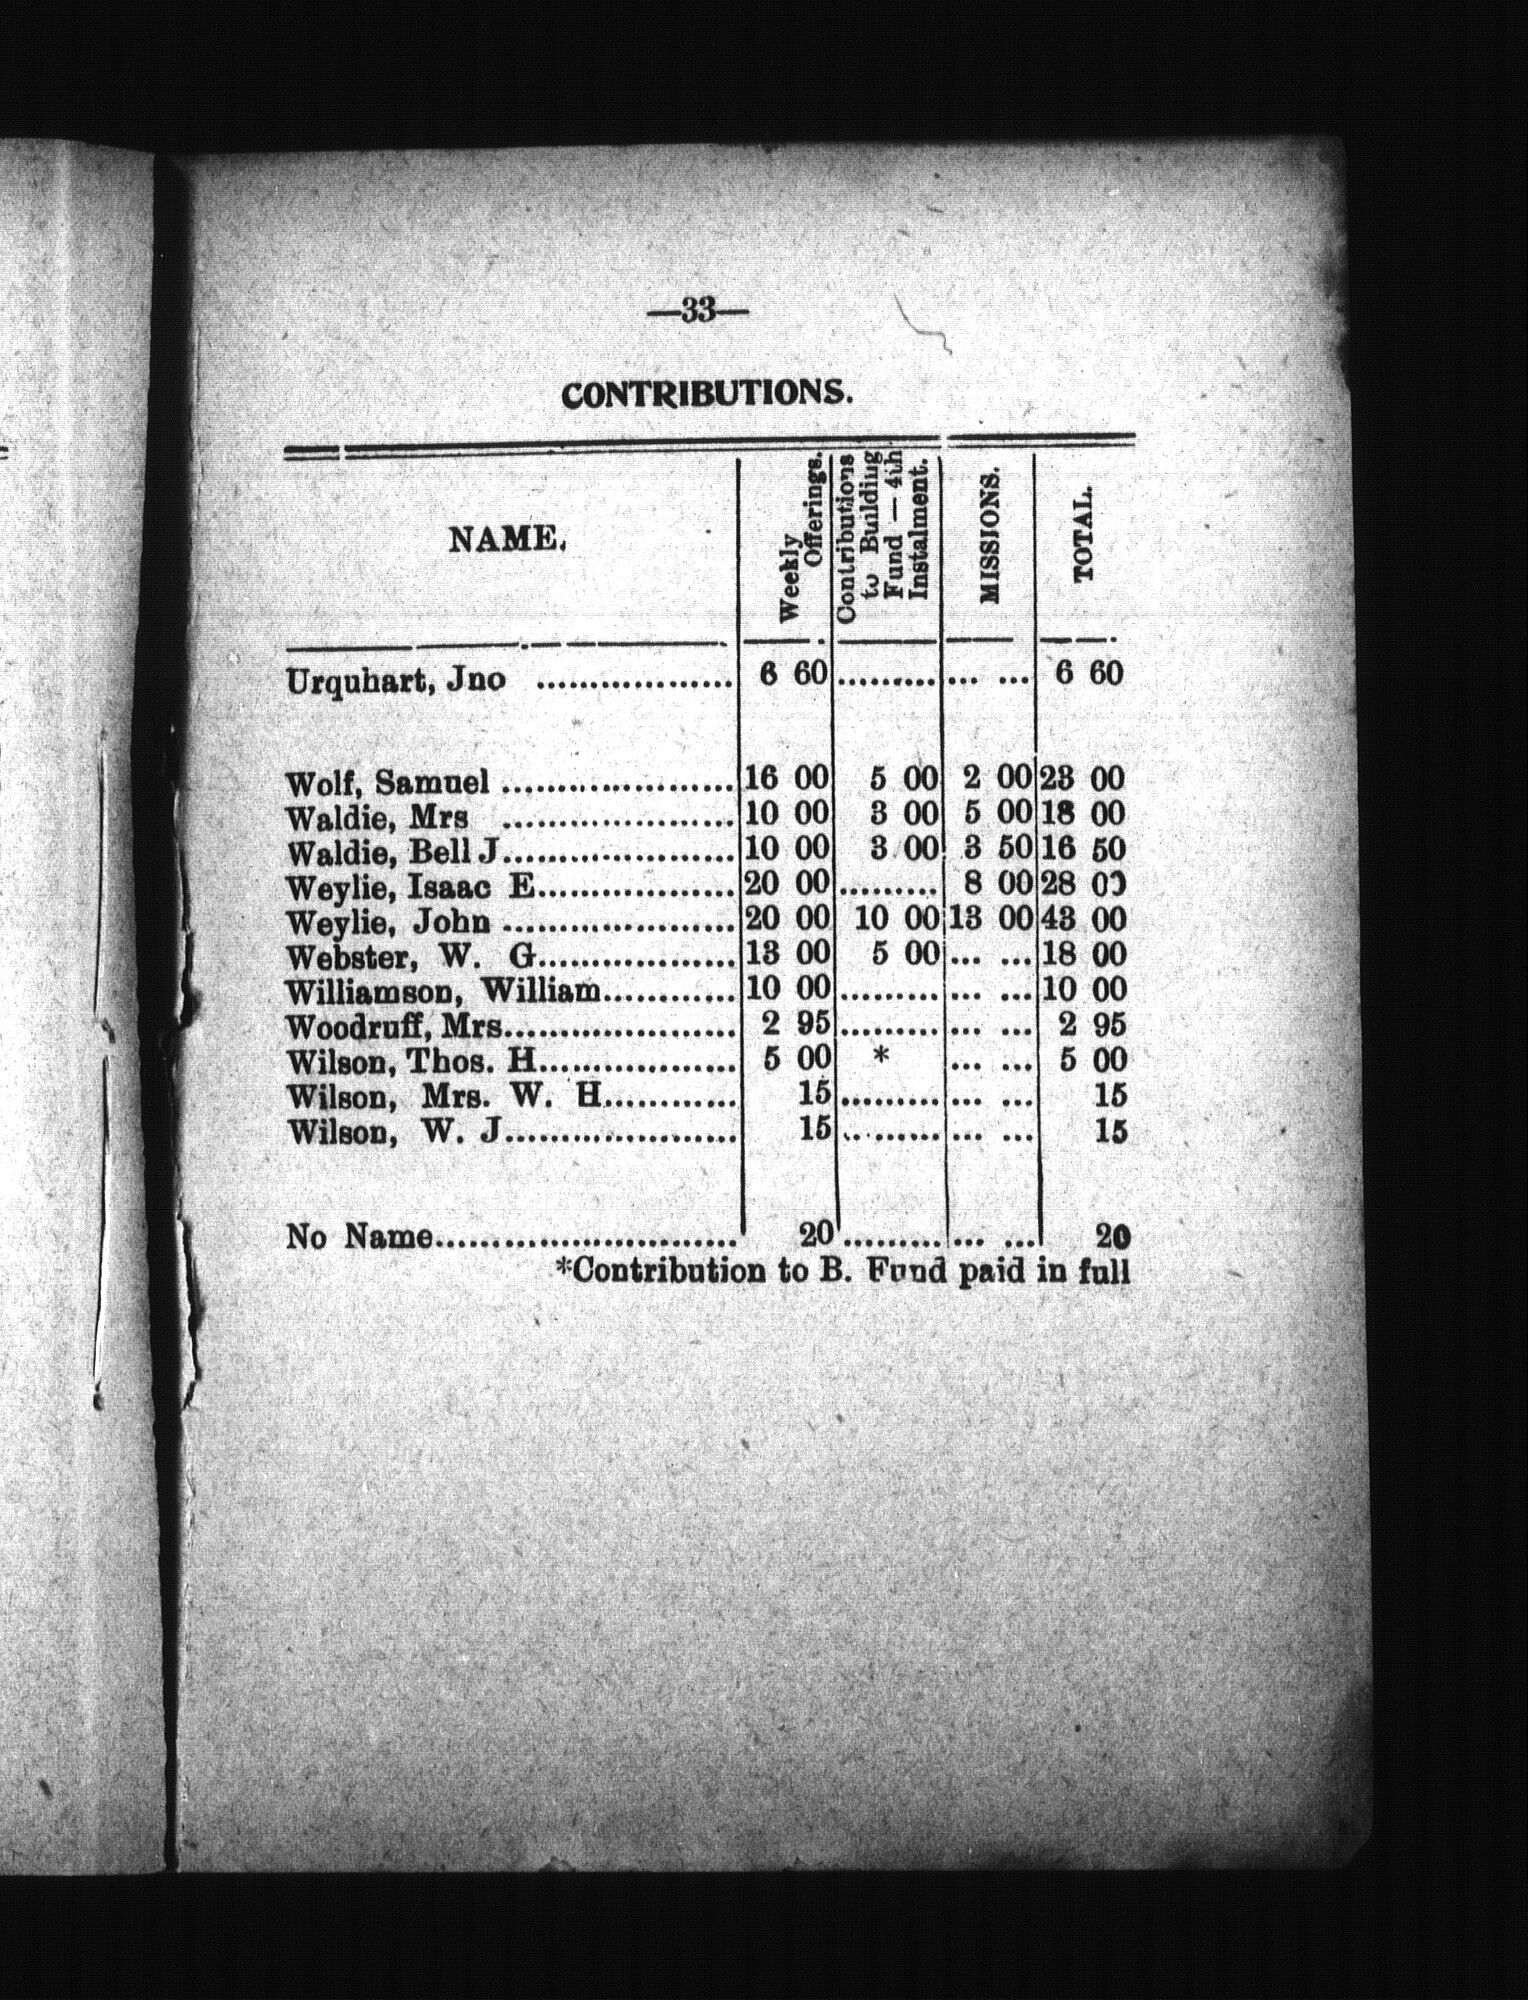 —33—
CONTRIBUTIONS.
NAME. Weekly Offerings. Contributions to Building Fund — 4th Instalment. MISSIONS. TOTAL.
Urquhart, Jno .................. 6 60 ......... ... ... 6 60
Wolf, Samuel ..................... 16 00 5 00 2 00 23 00
Waldie, Mrs ..................... 10 00 3 00 5 00 18 00
Waldie, Bell J..................... 10 00 3 00 3 50 16 50
Weylie, Isaac E.................. 20 00 ......... 8 00 28 00
Weylie, John ..................... 20 00 10 00 13 00 43 00
Webster, W. G.................. 13 00 5 00 ... ... 18 00
Williamson, William............ 10 00 ......... ... ... 10 00
Woodruff, Mrs..................... 2 95 ......... ... ... 2 95
Wilson, Thos. H.................. 5 00 * ... ... 5 00
Wilson, Mrs. W. H............ 15 ......... ... ... 15
Wilson, W. J..................... 15 ......... ... ... 15
No Name........................... 20 ......... ... ... 20
*Contribution to B. Fund paid in full